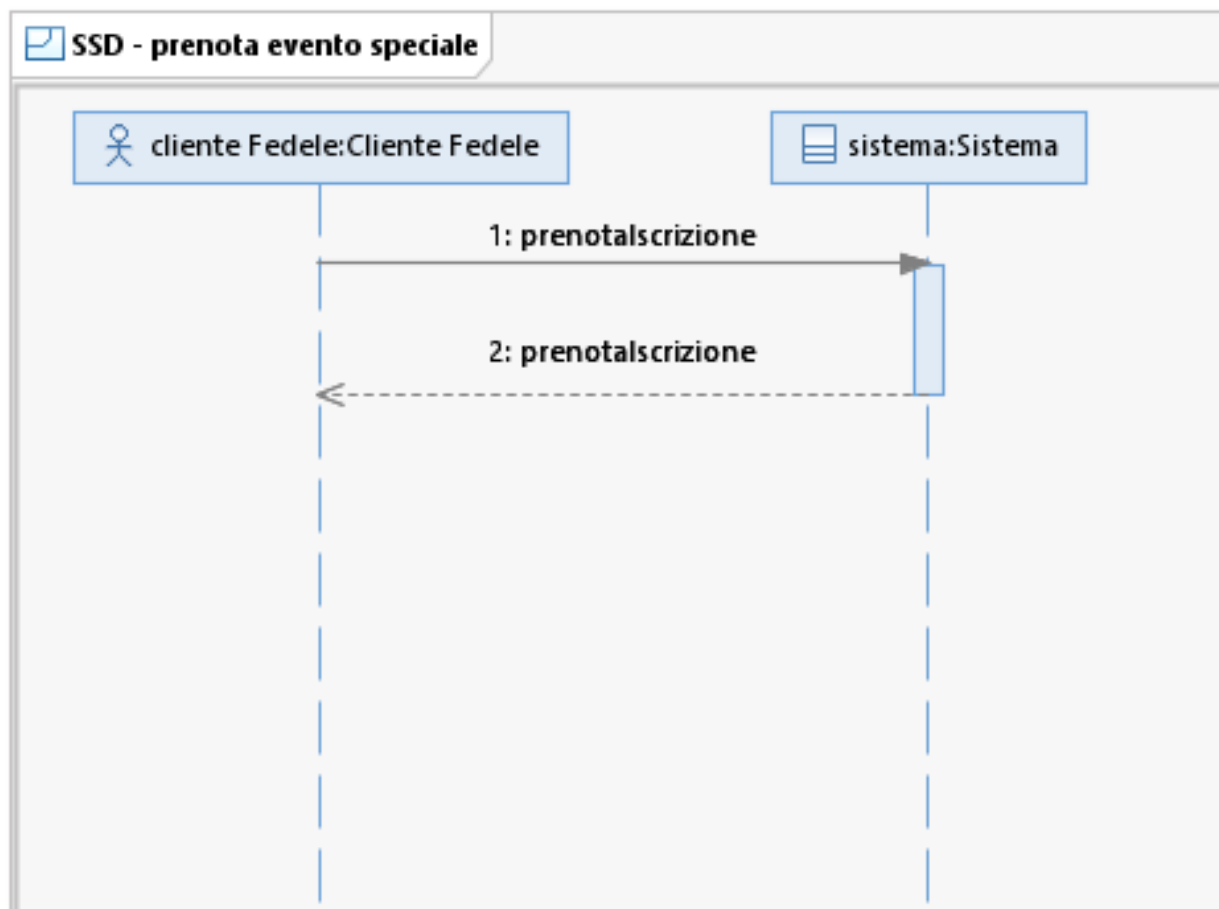 SSD - prenota evento speciale
cliente Fedele:Cliente Fedele
sistema:Sistema
1: prenotaIscrizione
2: prenotaIscrizione